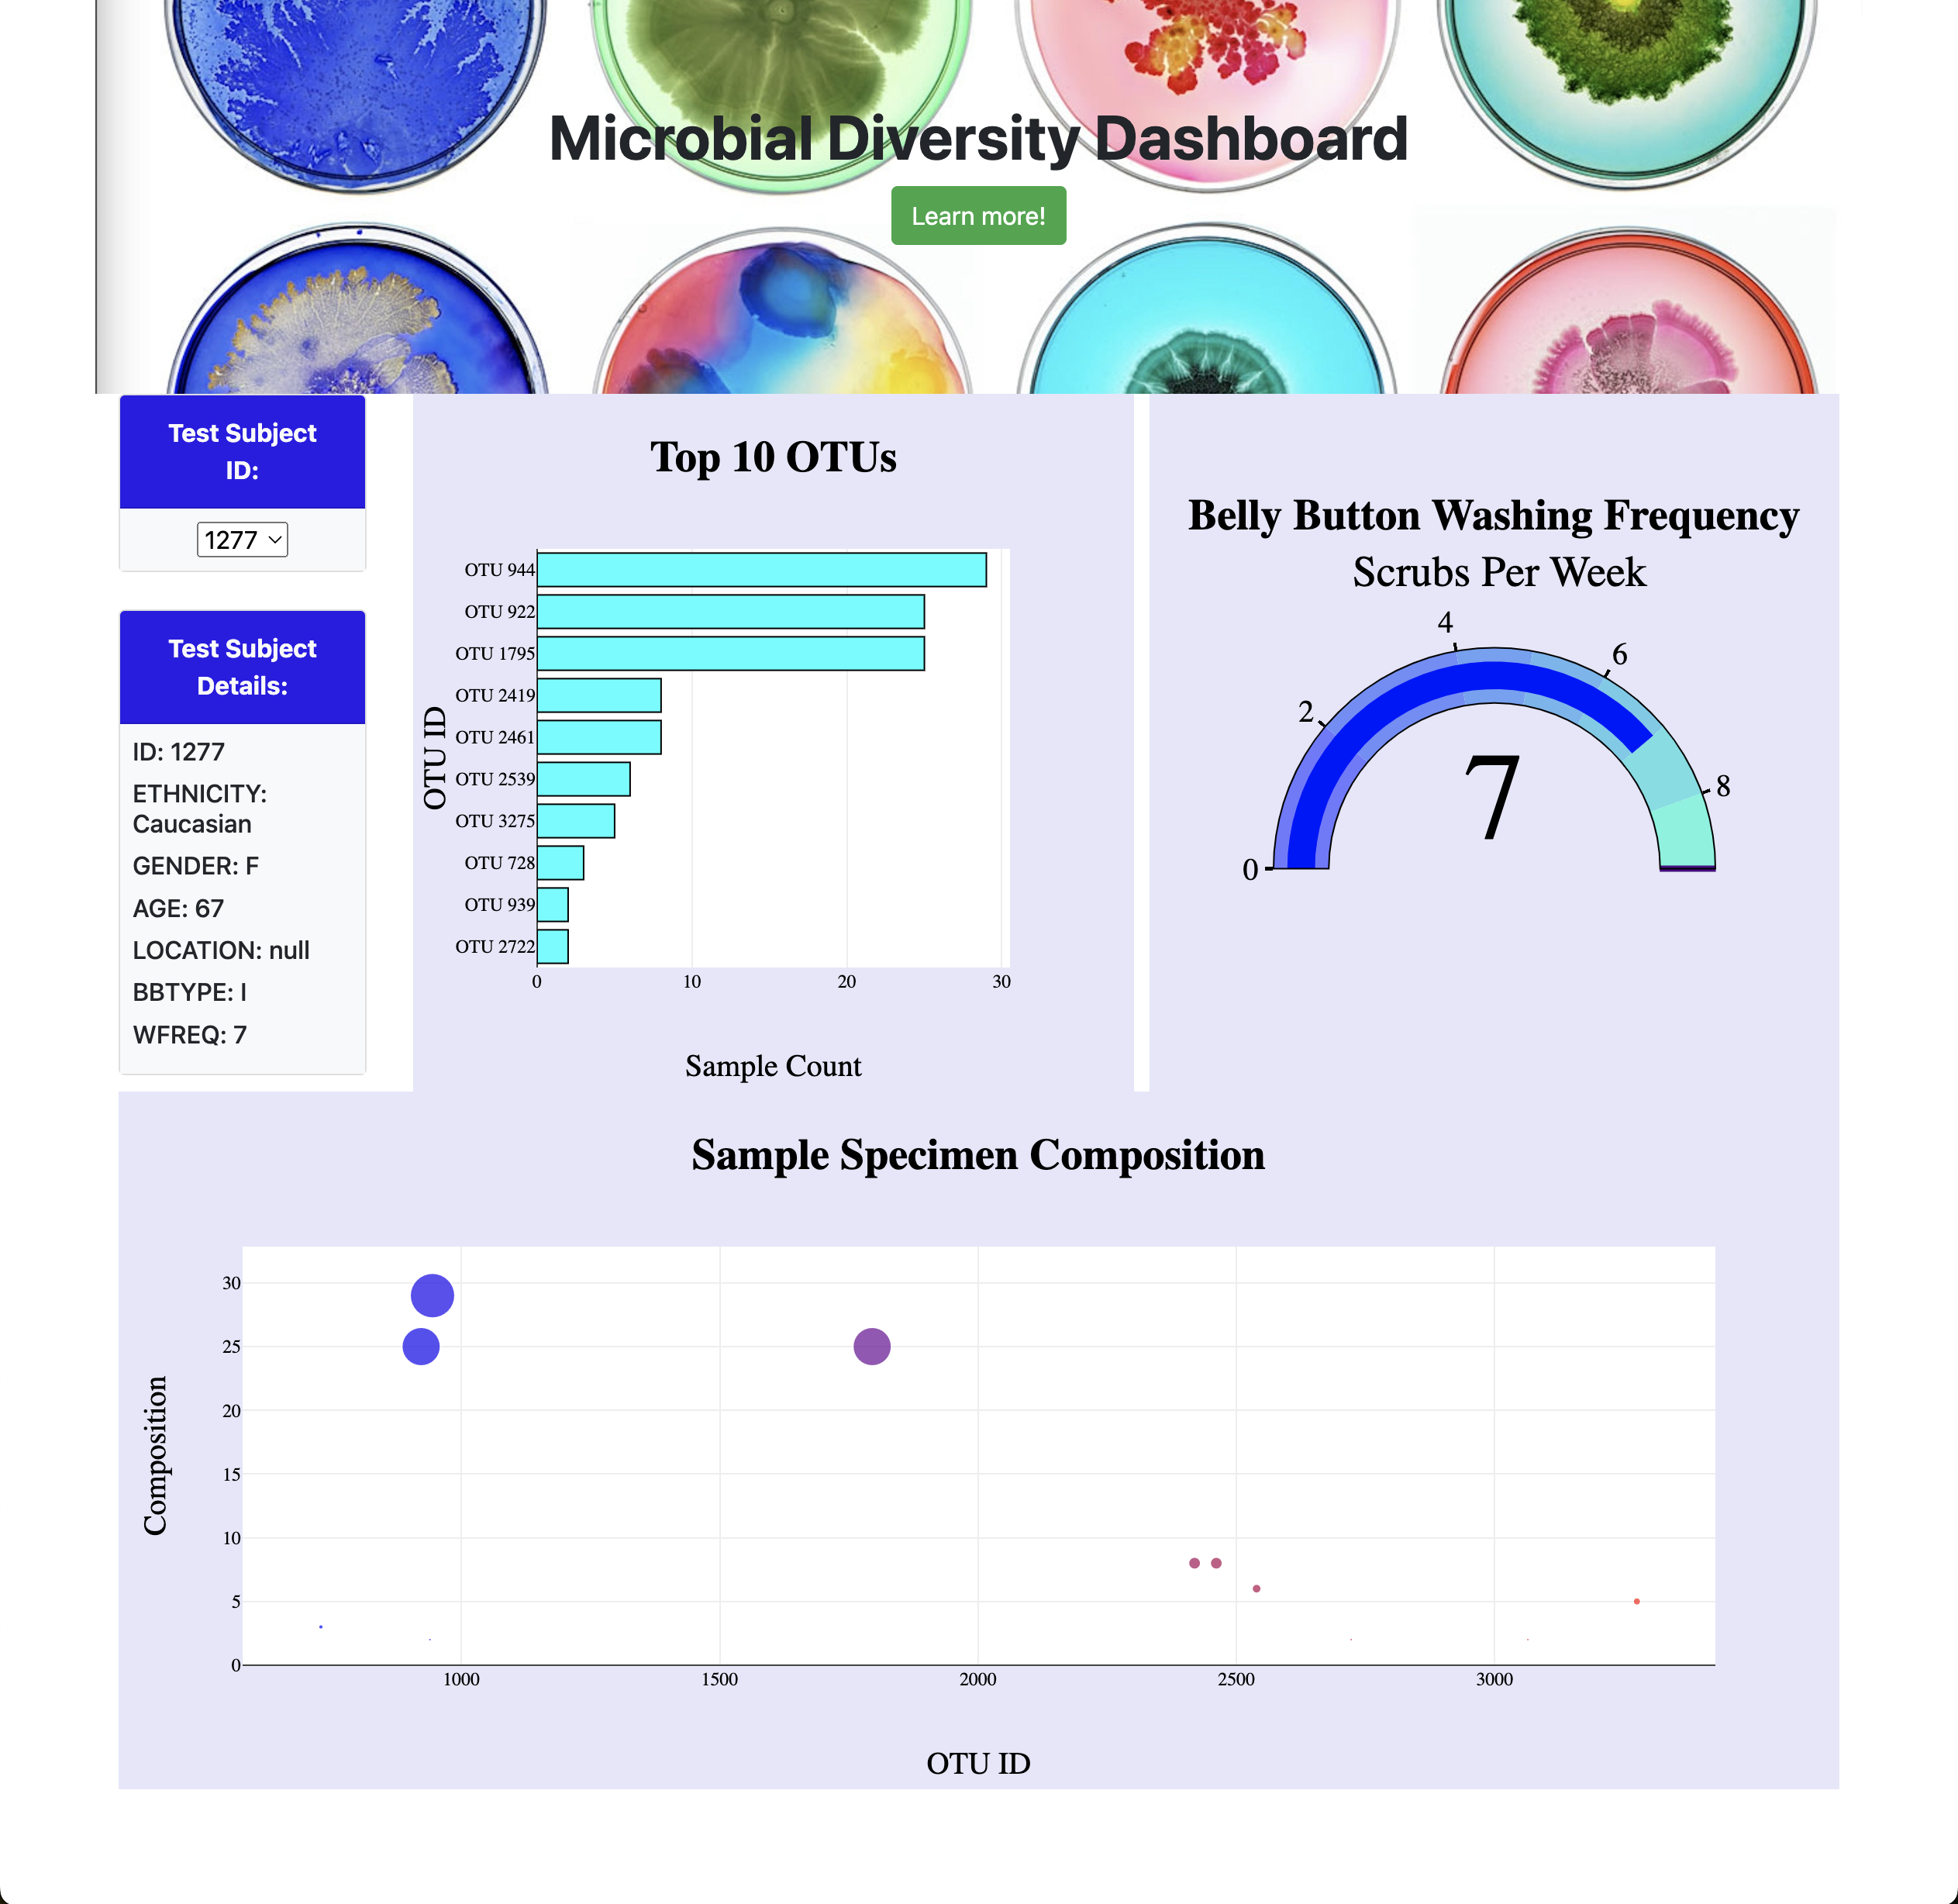 Microbial Diversity Dashboard
Learn more!
Test Subject
ID:
1277
Test Subject
Details:
ID: 1277
ETHNICITY:
Caucasian
GENDER: F
AGE: 67
LOCATION: null
BBTYPE: I
WFREQ: 7
Top 10 OTUs
OTU ID
OTU 944
OTU 922
OTU 1795
OTU 2419
OTU 2461
OTU 2539
OTU 3275
OTU 728
OTU 939
OTU 2722
0 10 20 30
Sample Count
Belly Button Washing Frequency
Scrubs Per Week
0 2 4 6 8
7
Sample Specimen Composition
Composition
30
25
20
15
10
5
0
1000 1500 2000 2500 3000
OTU ID